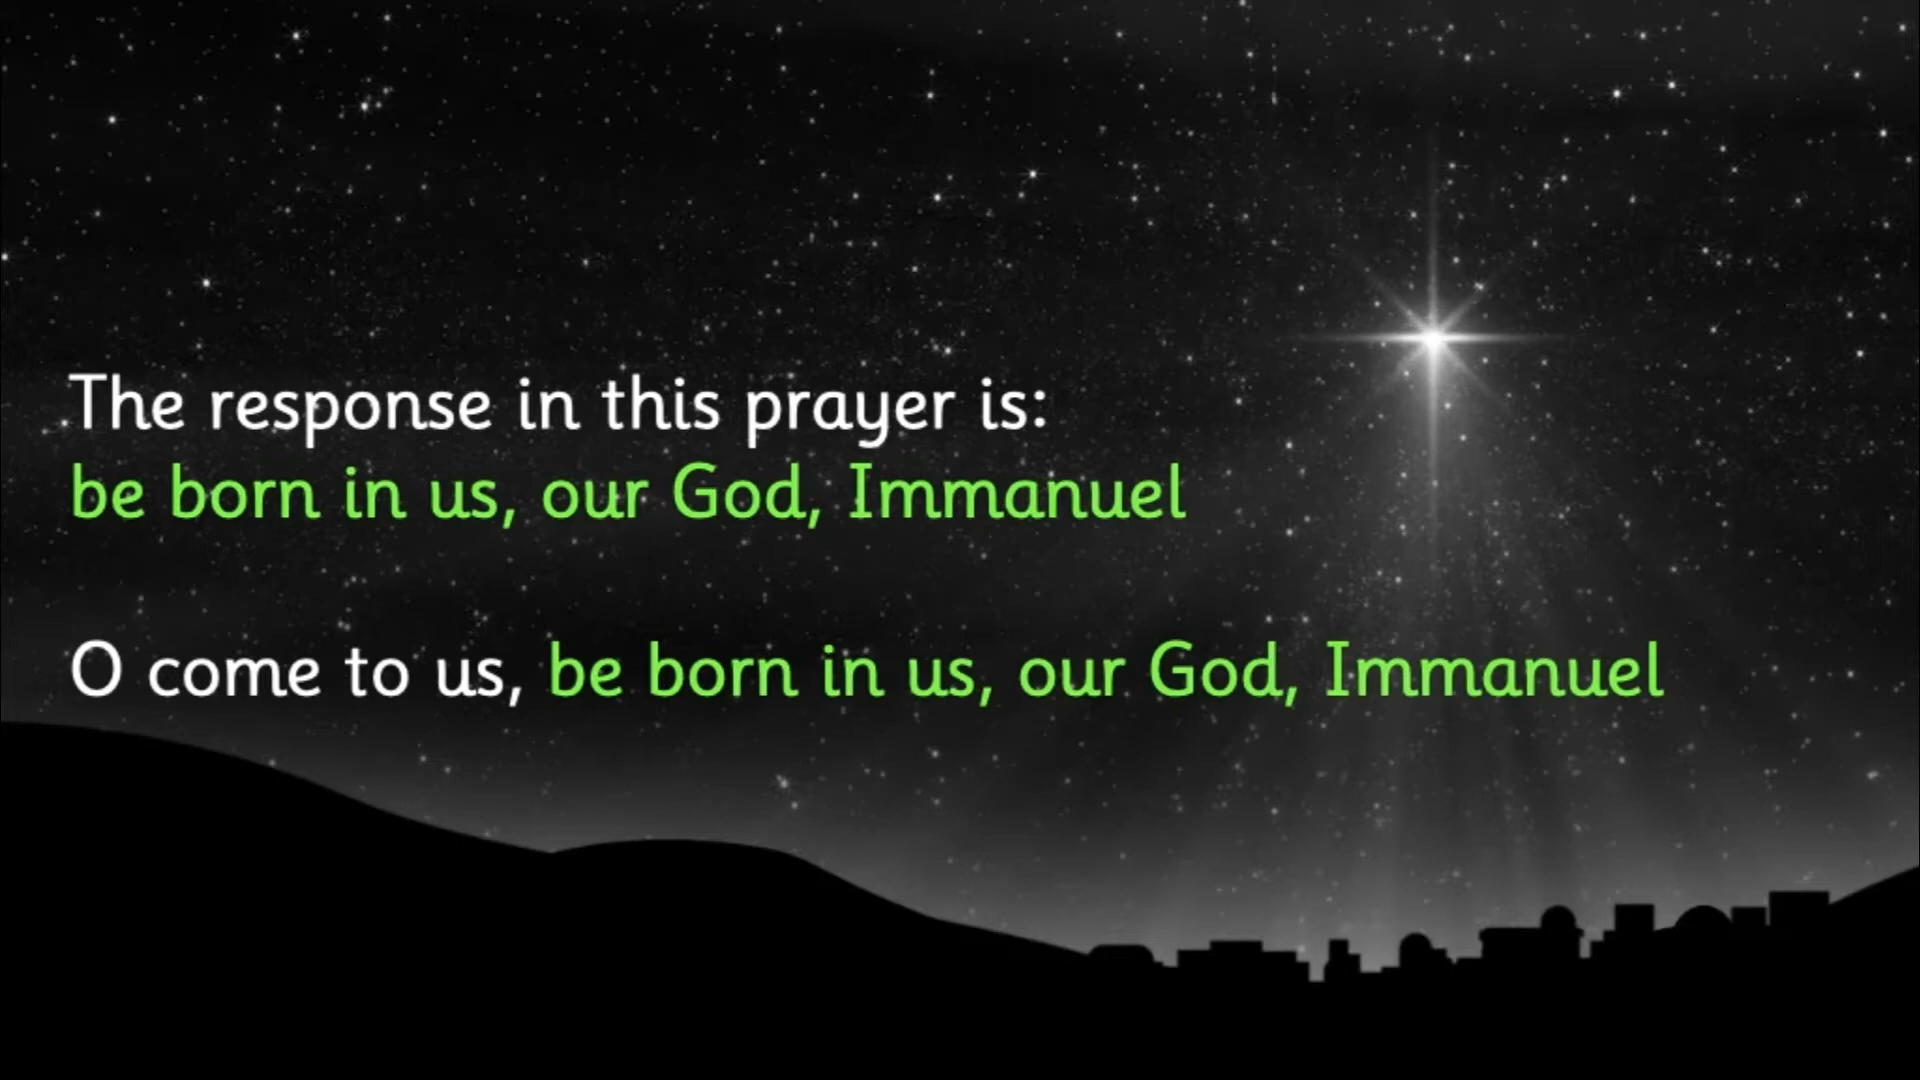 The response in this prayer is:
be born in us, our God, Immanuel
O come to us, be born in us, our God, Immanuel